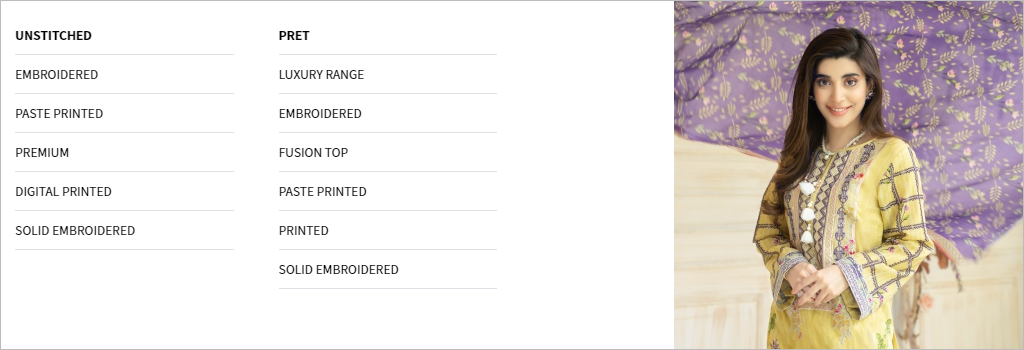 UNSTITCHED
EMBROIDERED
PASTE PRINTED
PREMIUM
DIGITAL PRINTED
SOLID EMBROIDERED
PRET
LUXURY RANGE
EMBROIDERED
FUSION TOP
PASTE PRINTED
PRINTED
SOLID EMBROIDERED